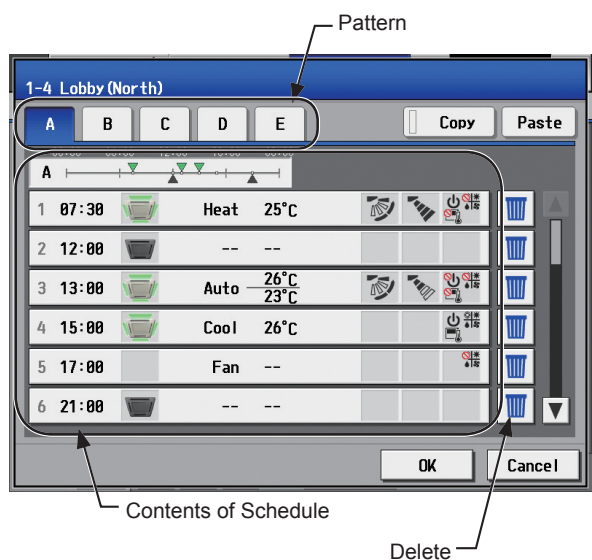 Pattern
1-4 Lobby(North)
A B C D E Copy Paste
A
1 07:30 Heat 25°C
2 12:00 -- --
3 13:00 Auto 26°C
23°C
4 15:00 Cool 26°C
5 17:00 Fan --
6 21:00 -- --
OK Cancel
Contents of Schedule
Delete